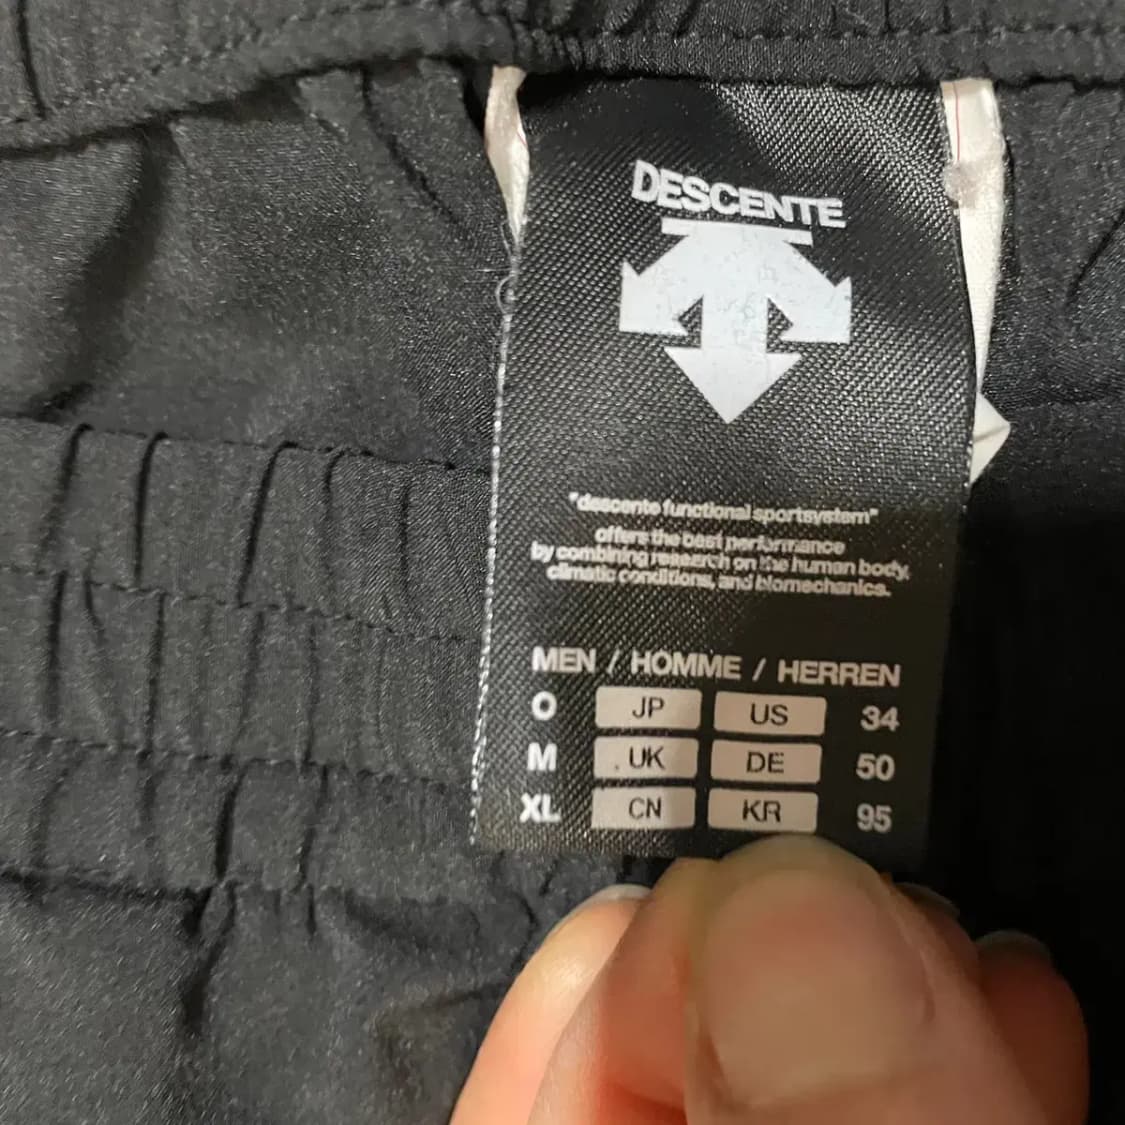 DESCENTE
"descente functional sportsystem"
offers the best performance
by combining research on the human body,
climatic conditions, and biomechanics.
MEN / HOMME / HERREN
O JP US 34
M UK DE 50
XL CN KR 95